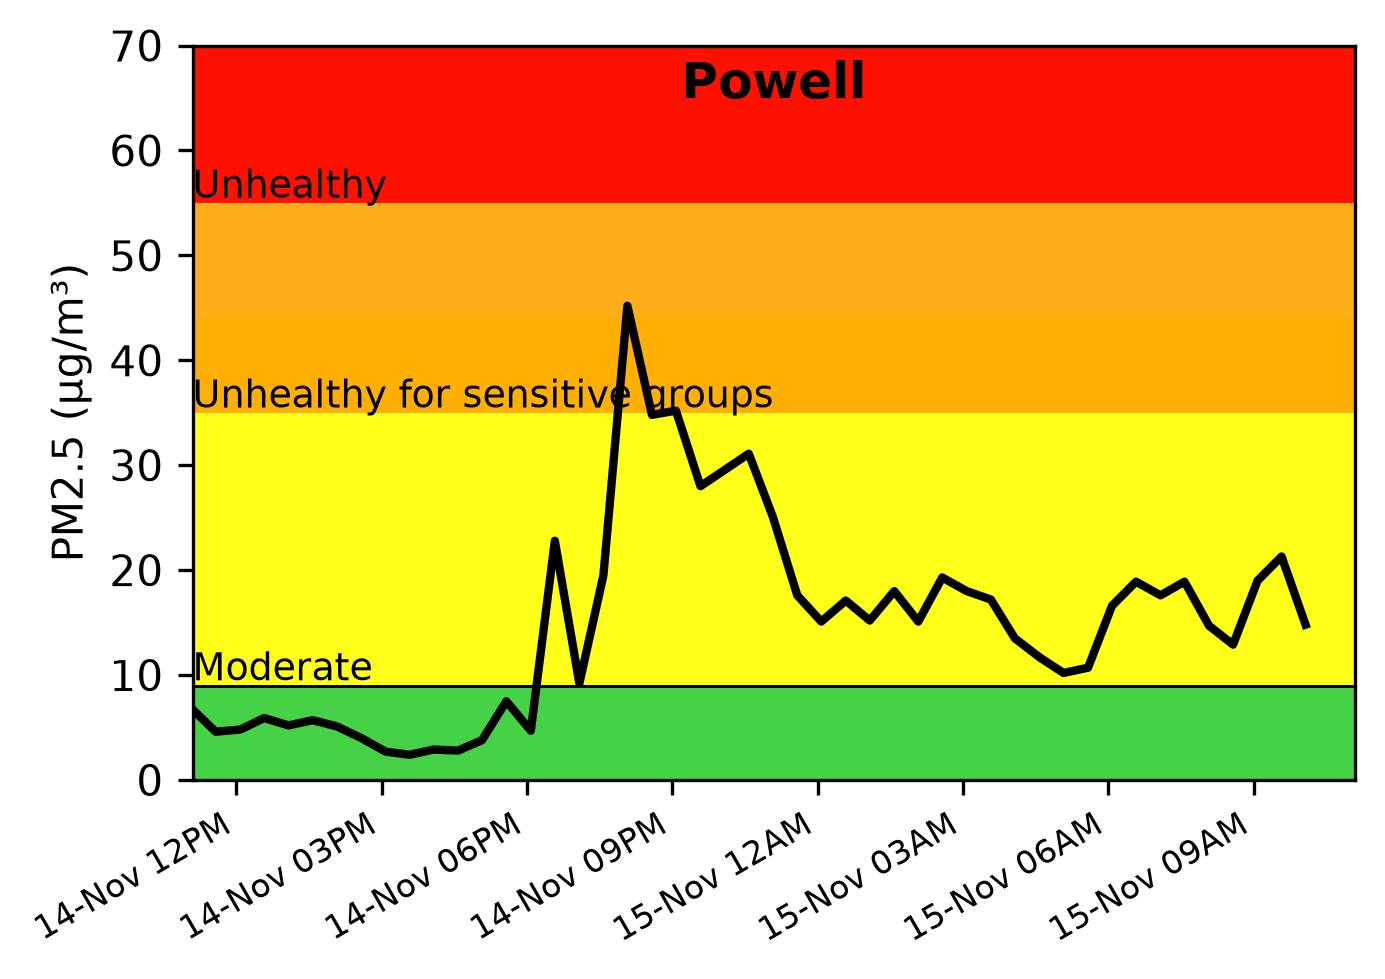 Powell
70
60
50
40
30
20
10
0
PM2.5 (µg/m³)
Unhealthy
Unhealthy for sensitive groups
Moderate
14-Nov 12PM
14-Nov 03PM
14-Nov 06PM
14-Nov 09PM
15-Nov 12AM
15-Nov 03AM
15-Nov 06AM
15-Nov 09AM